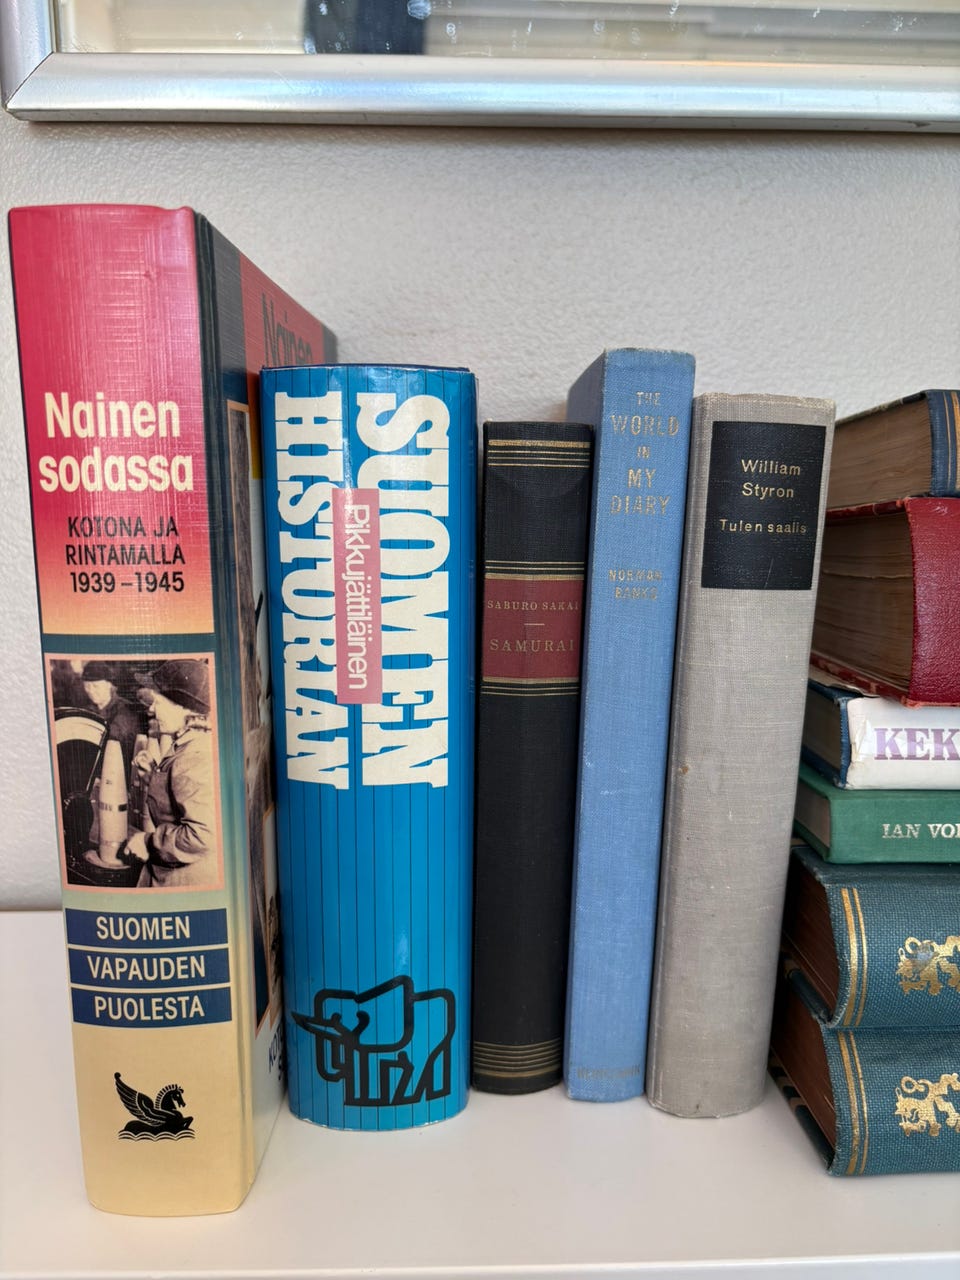 Nainen
sodassa
KOTONA JA
RINTAMALLA
1939–1945
SUOMEN
VAPAUDEN
PUOLESTA
Nainen
SUOMEN
HISTORIAN
Pikkujättiläinen
SABURO SAKAI
SAMURAI
THE
WORLD
IN
MY
DIARY
NORMAN
BANKS
William
Styron
Tulen saalis
KEK
IAN VOI